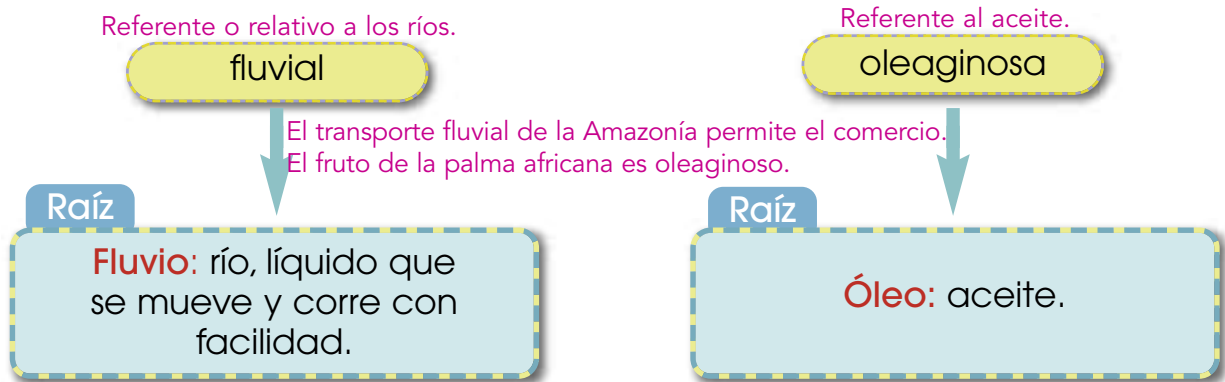 Referente o relativo a los ríos.
fluvial
Referente al aceite.
oleaginosa
El transporte fluvial de la Amazonía permite el comercio.
El fruto de la palma africana es oleaginoso.
Raíz
Fluvio: río, líquido que
se mueve y corre con
facilidad.
Raíz
Óleo: aceite.